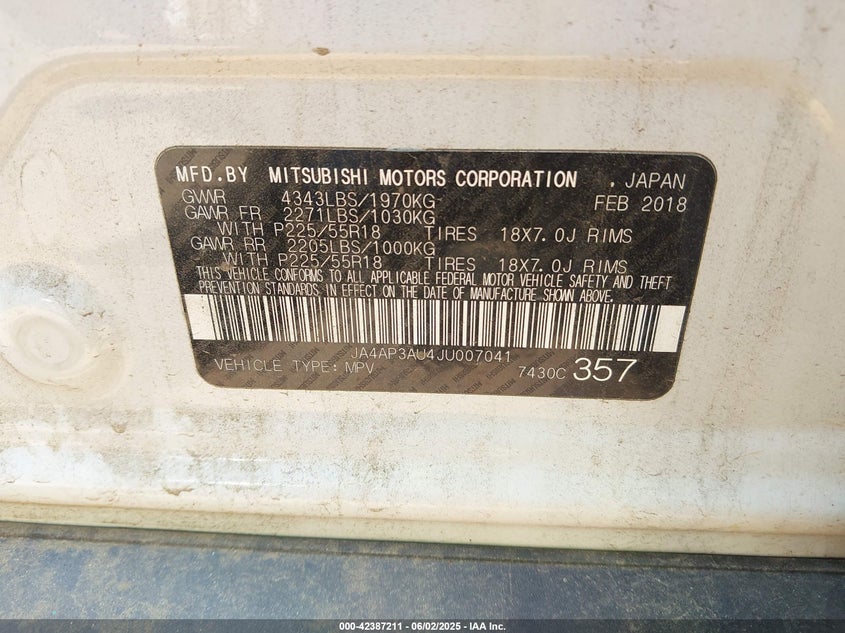 MFD.BY MITSUBISHI MOTORS CORPORATION . JAPAN
GVWR 4343LBS/1970KG FEB 2018
GAWR FR 2271LBS/1030KG
WITH P225/55R18 TIRES 18X7.0J RIMS
GAWR RR 2205LBS/1000KG
WITH P225/55R18 TIRES 18X7.0J RIMS
THIS VEHICLE CONFORMS TO ALL APPLICABLE FEDERAL MOTOR VEHICLE SAFETY AND THEFT
PREVENTION STANDARDS IN EFFECT ON THE DATE OF MANUFACTURE SHOWN ABOVE.
JA4AP3AU4JU007041
VEHICLE TYPE: MPV 7430C 357
000-42387211 | 06/02/2025 | IAA Inc.